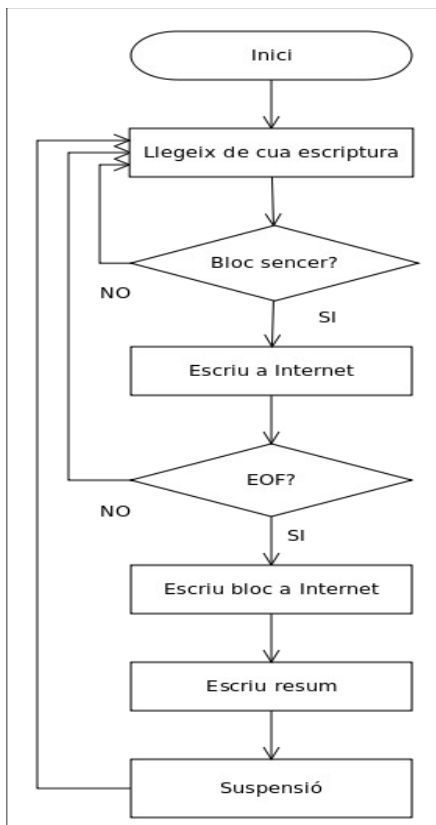 Inici
Llegeix de cua escriptura
Bloc sencer?
NO
SI
Escriu a Internet
EOF?
NO
SI
Escriu bloc a Internet
Escriu resum
Suspensió